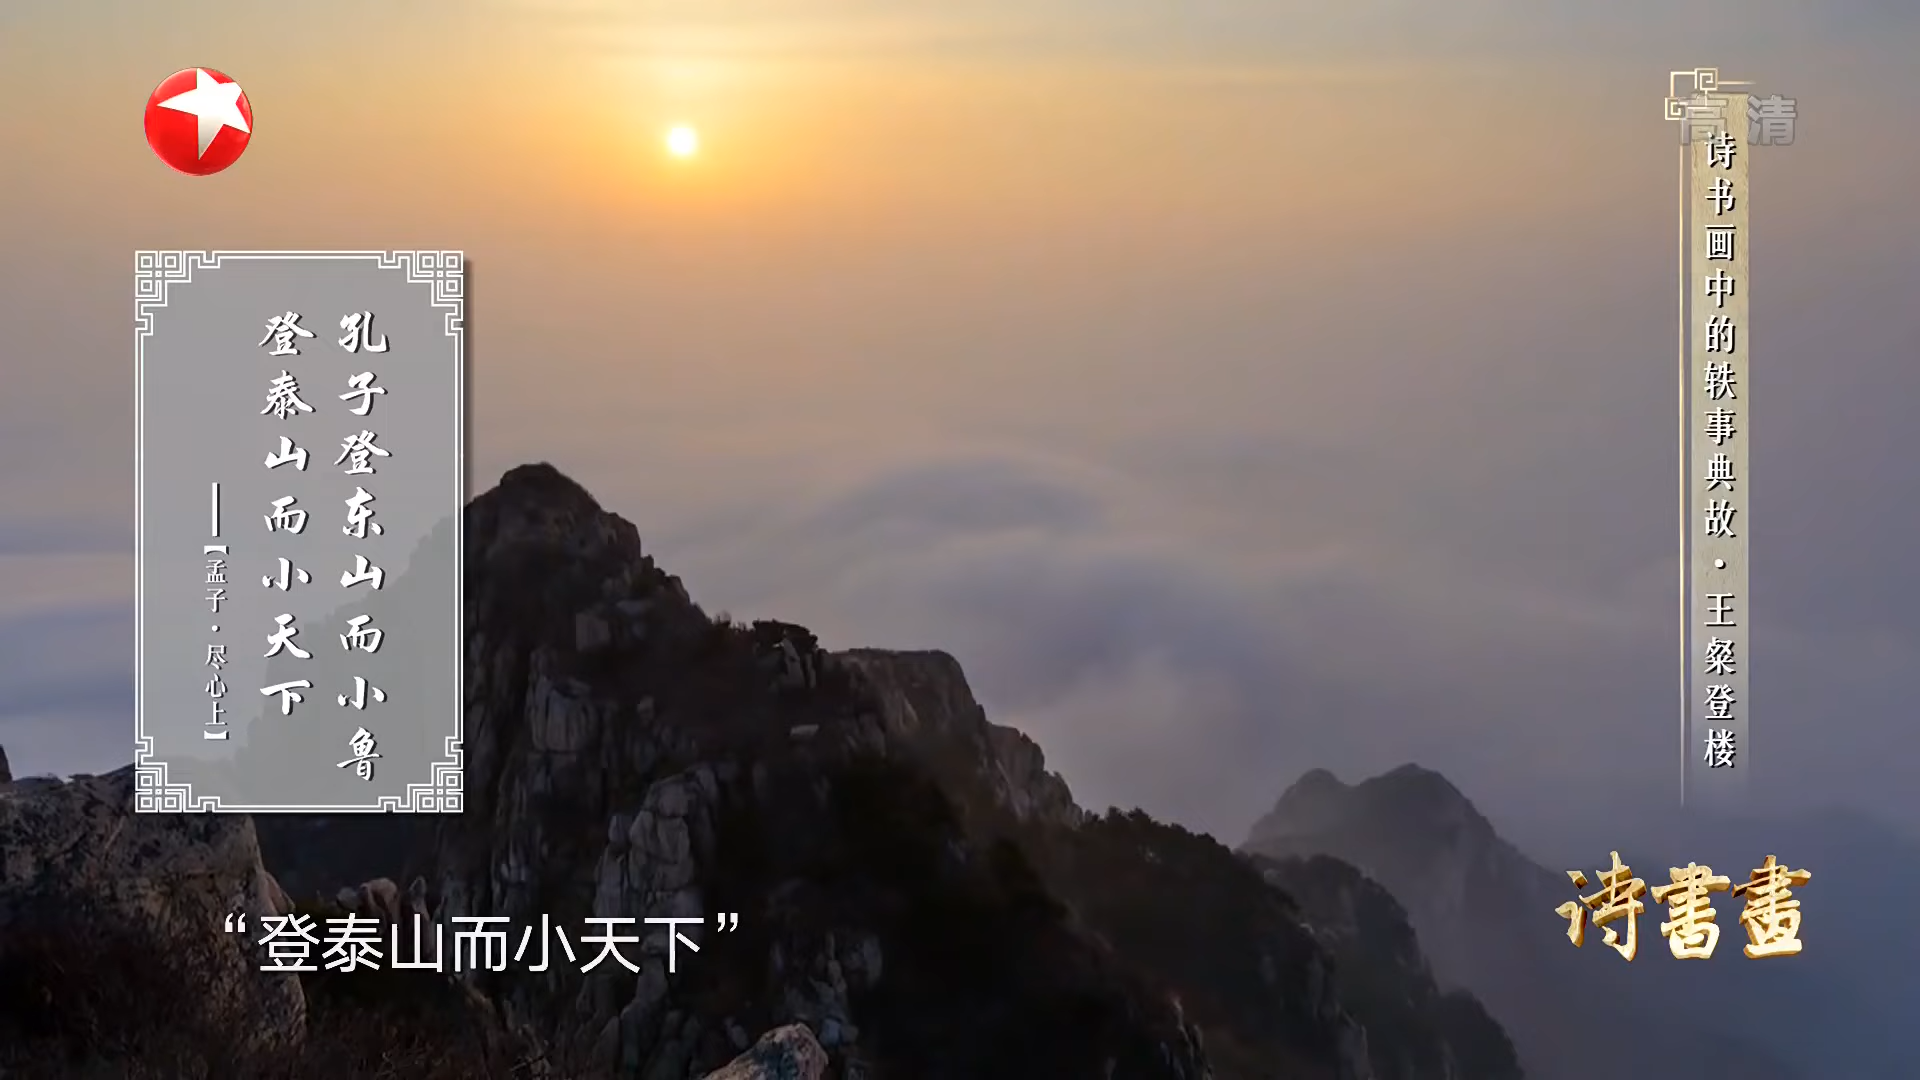 高清
诗书画中的轶事典故·王粲登楼
孔子登东山而小鲁
登泰山而小天下
——【孟子·尽心上】
“登泰山而小天下”
诗書畫